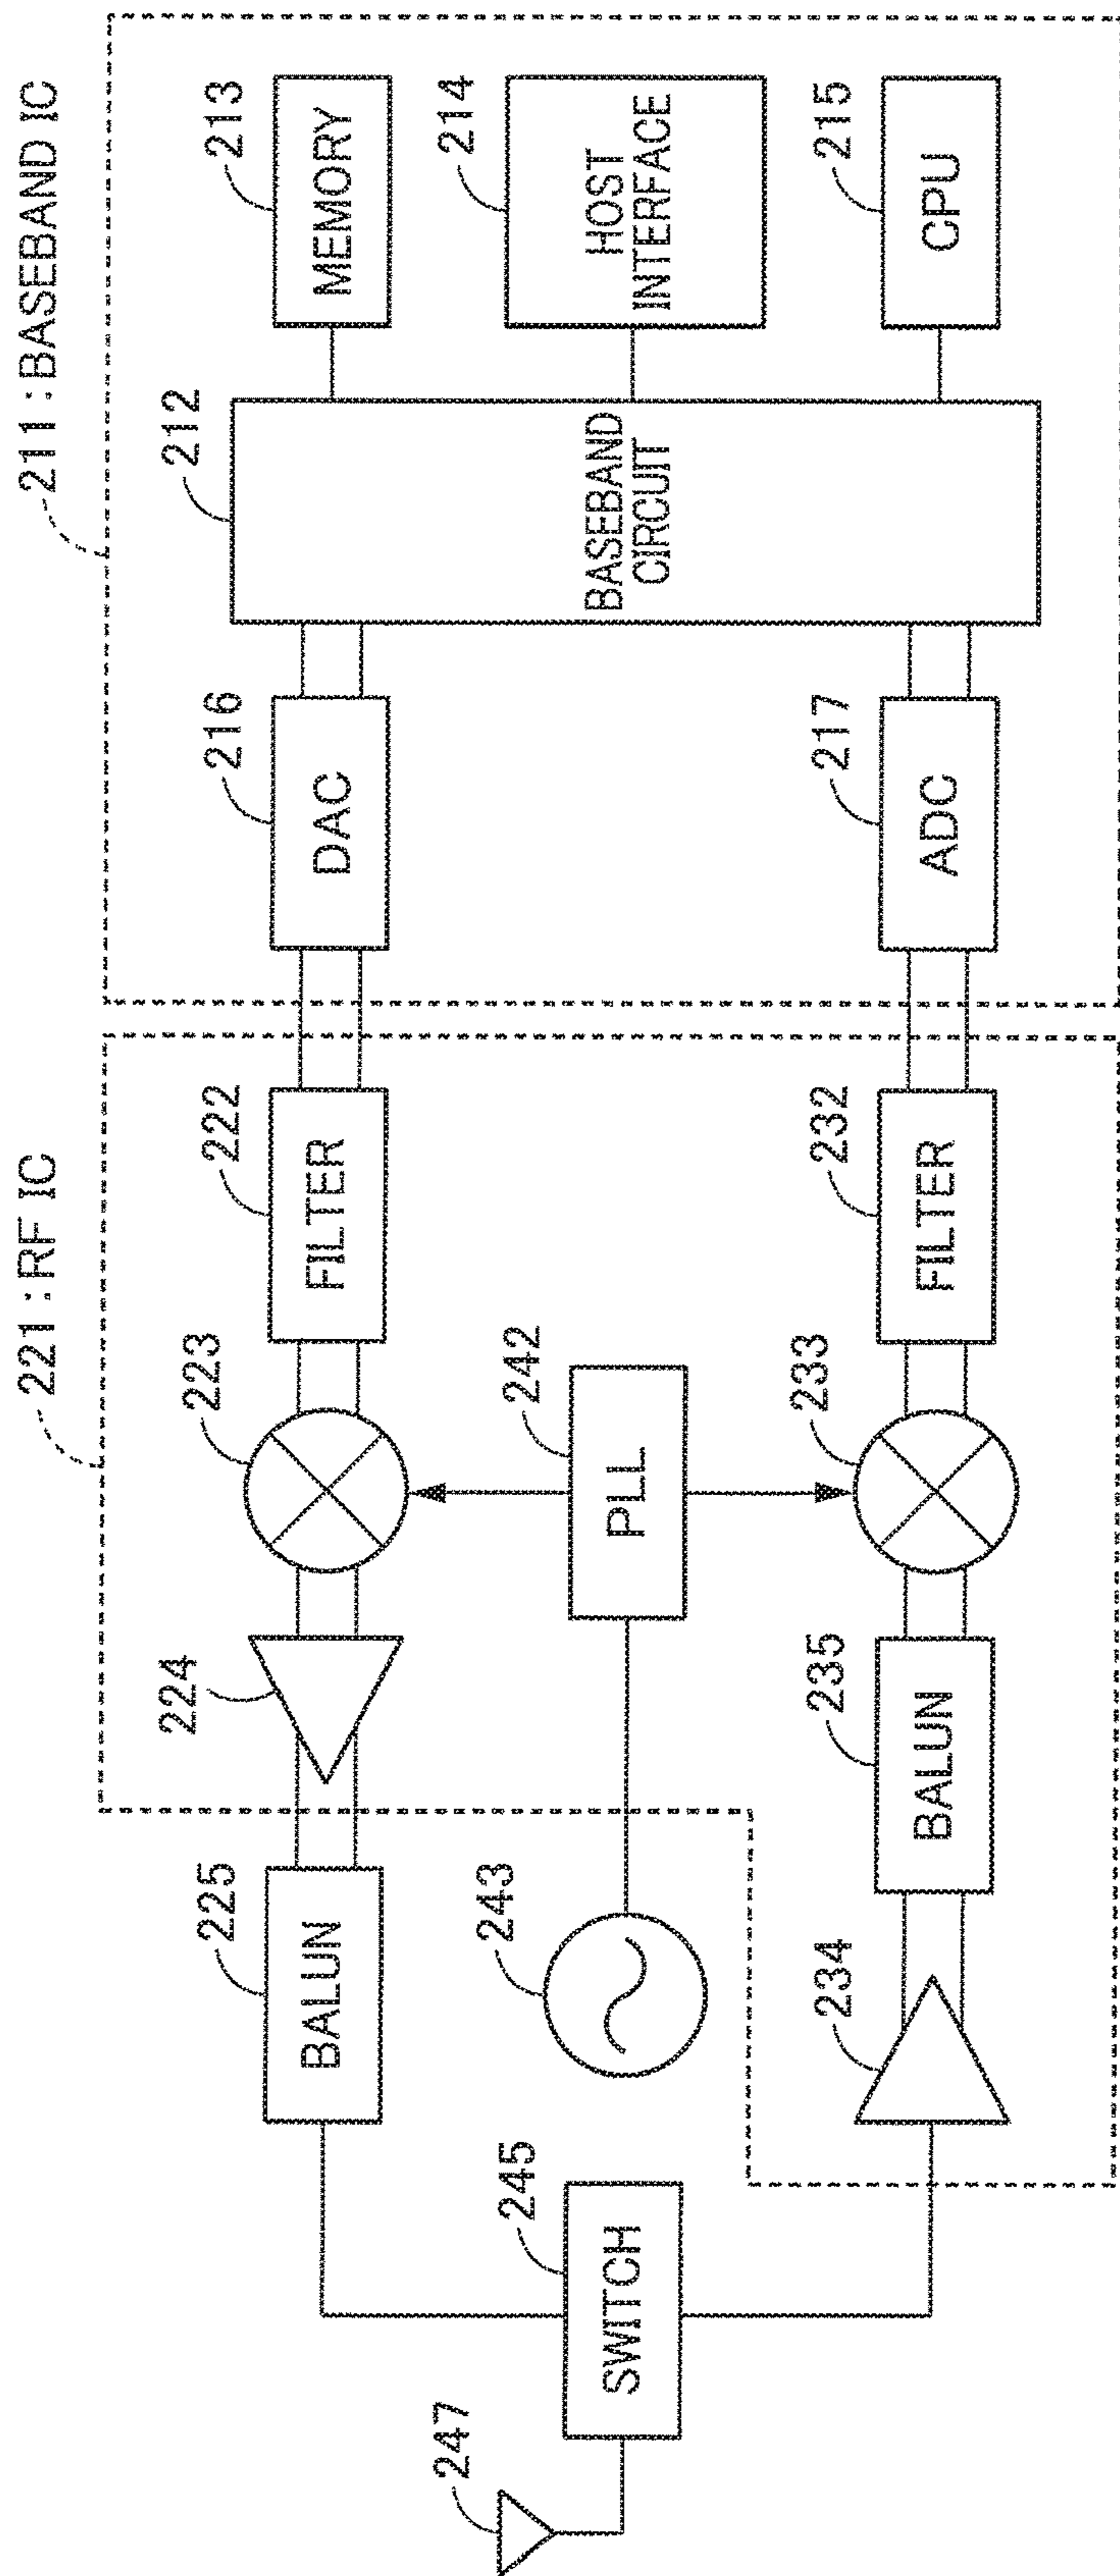 211 : BASEBAND IC
221 : RF IC
213
MEMORY
214
HOST
INTERFACE
215
CPU
212
BASEBAND
CIRCUIT
216
DAC
217
ADC
222
FILTER
232
FILTER
223
242
PLL
233
224
235
BALUN
225
BALUN
243
234
245
SWITCH
247